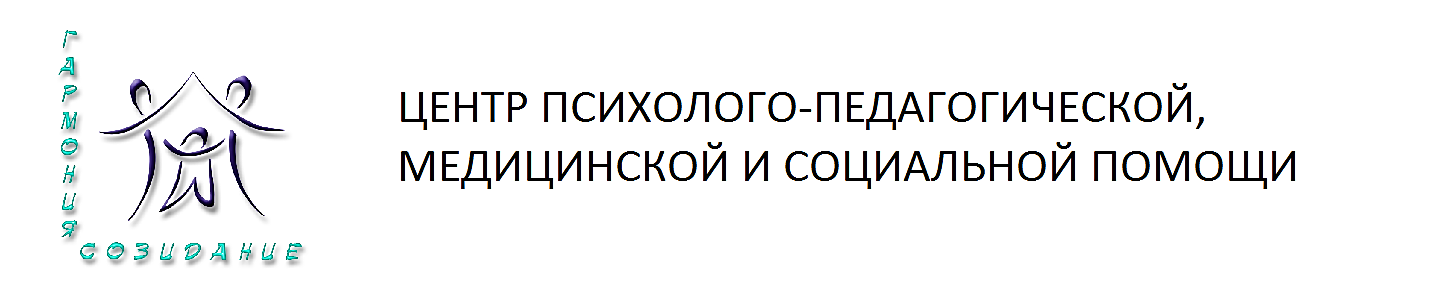 ГАРМОНИЯ
СОЗИДАНИЕ
ЦЕНТР ПСИХОЛОГО-ПЕДАГОГИЧЕСКОЙ,
МЕДИЦИНСКОЙ И СОЦИАЛЬНОЙ ПОМОЩИ